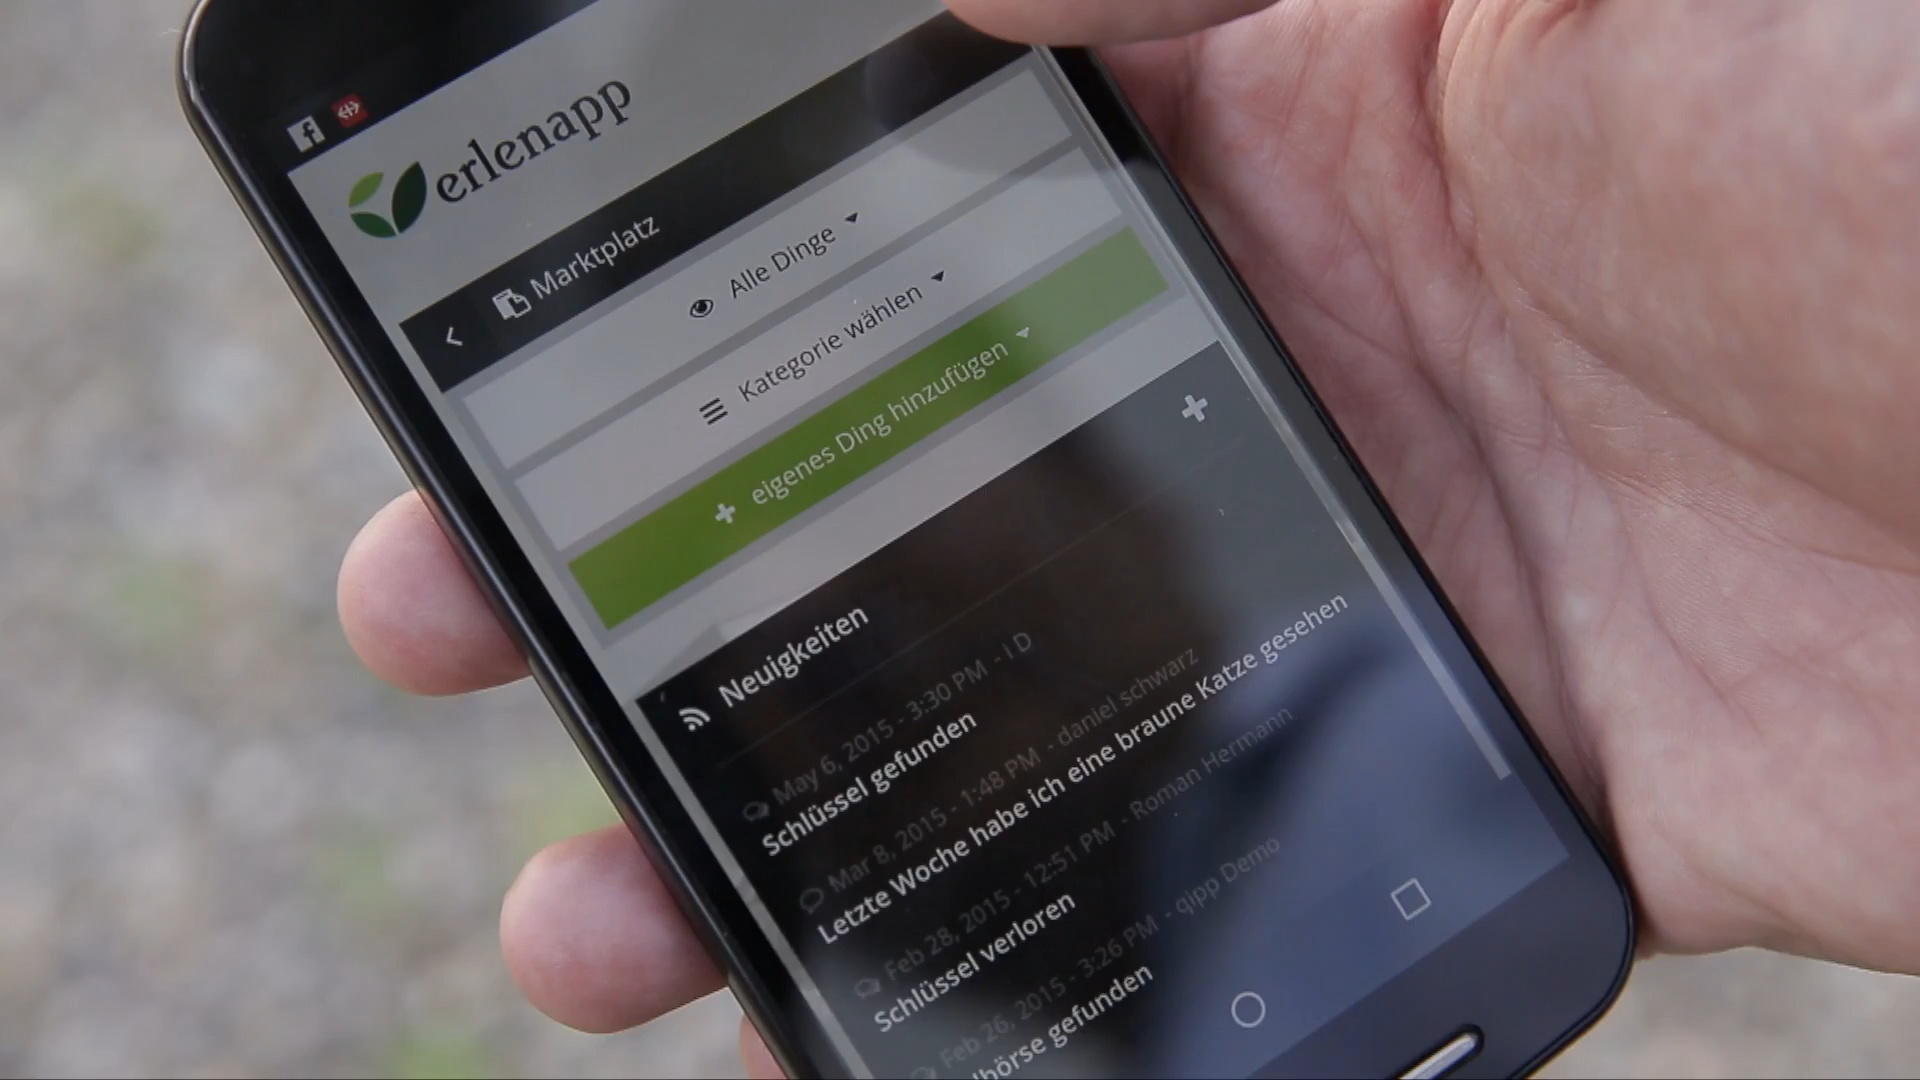 erlenapp
Marktplatz
Alle Dinge
Kategorie wählen
eigenes Ding hinzufügen
Neuigkeiten
May 6, 2015 - 3:30 PM - I D
Schlüssel gefunden
Mar 8, 2015 - 1:48 PM - daniel schwarz
Letzte Woche habe ich eine braune Katze gesehen
Feb 28, 2015 - 12:51 PM - Roman Hermann
Schlüssel verloren
Feb 26, 2015 - 3:26 PM - qipp Demo
gefunden